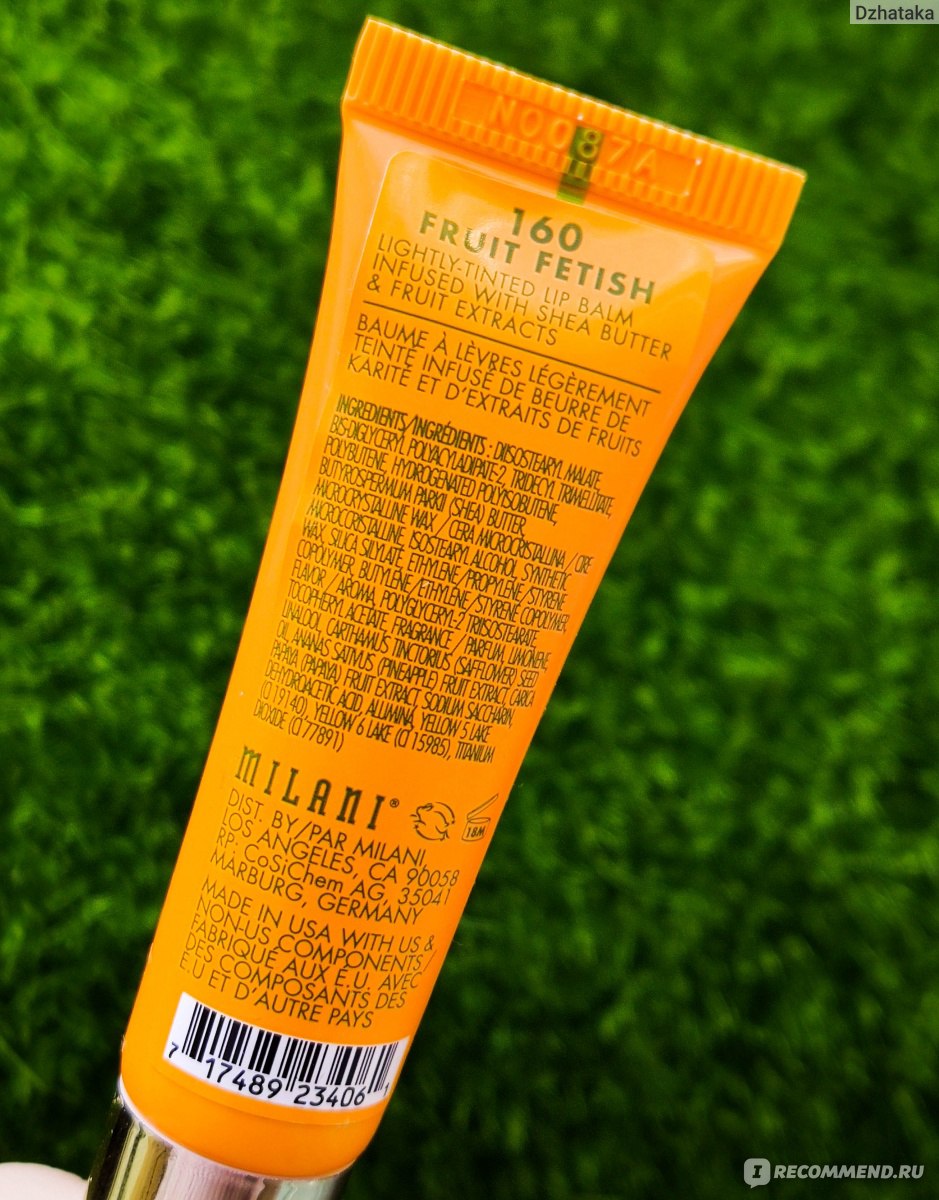 Dzhataka
N0087A
160
FRUIT FETISH
LIGHTLY-TINTED LIP BALM
INFUSED WITH SHEA BUTTER
& FRUIT EXTRACTS
BAUME À LÈVRES LÉGÈREMENT
TEINTÉ INFUSÉ DE BEURRE DE
KARITÉ ET D'EXTRAITS DE FRUITS
INGREDIENTS/INGRÉDIENTS : DIISOSTEARYL MALATE,
BIS-DIGLYCERYL POLYACYLADIPATE-2, TRIDECYL TRIMELLITATE,
POLYBUTENE, HYDROGENATED POLYISOBUTENE,
BUTYROSPERMUM PARKII (SHEA) BUTTER,
MICROCRYSTALLINE WAX / CERA MICROCRISTALLINA / CIRE
MICROCRISTALLINE, ISOSTEARYL ALCOHOL, SYNTHETIC
WAX, SILICA SILYLATE, ETHYLENE/PROPYLENE/STYRENE
COPOLYMER, BUTYLENE/ETHYLENE/STYRENE COPOLYMER,
FLAVOR / AROMA, POLYGLYCERYL-2 TRIISOSTEARATE,
TOCOPHERYL ACETATE, FRAGRANCE / PARFUM, LIMONENE,
LINALOOL, CARTHAMUS TINCTORIUS (SAFFLOWER) SEED
OIL, ANANAS SATIVUS (PINEAPPLE) FRUIT EXTRACT, CARICA
PAPAYA (PAPAYA) FRUIT EXTRACT, SODIUM SACCHARIN,
DEHYDROACETIC ACID, ALUMINA, YELLOW 5 LAKE
(CI 19140), YELLOW 6 LAKE (CI 15985), TITANIUM
DIOXIDE (CI 77891)
MILANI®
18M
DIST. BY/PAR MILANI,
LOS ANGELES, CA 90058
RP: CoSiChem AG, 35041
MARBURG, GERMANY
MADE IN USA WITH US &
NON-US COMPONENTS /
FABRIQUÉ AUX É.U. AVEC
DES COMPOSANTS DES
É.U ET D'AUTRE PAYS
7 17489 23406 1
IRECOMMEND.RU